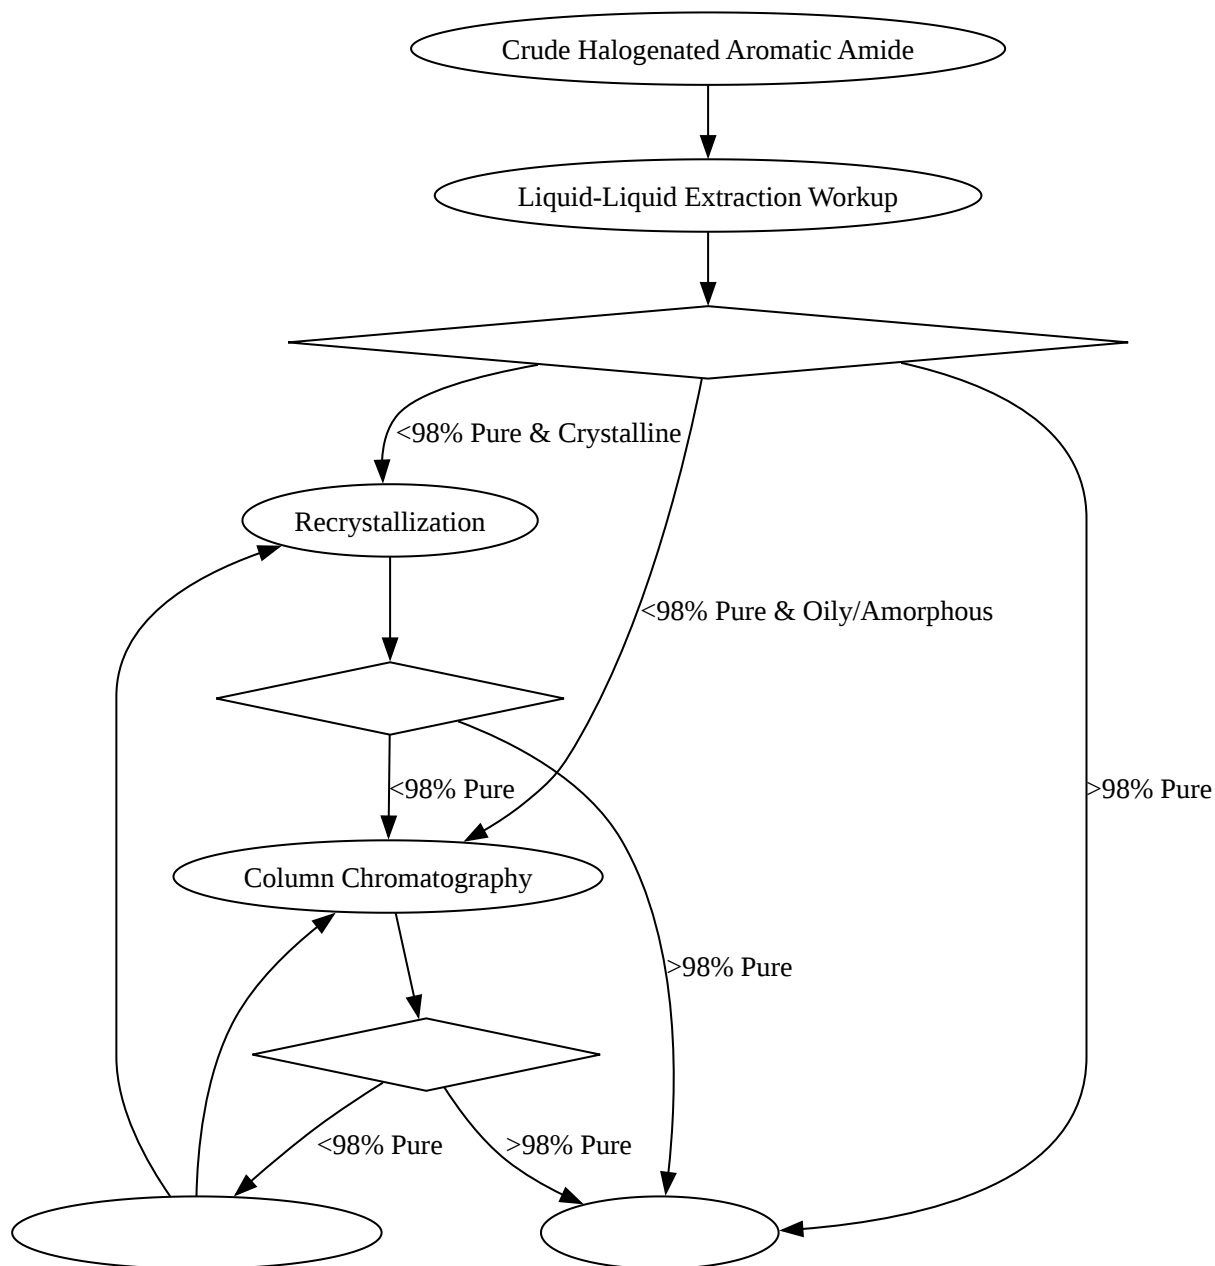 Crude Halogenated Aromatic Amide
Liquid-Liquid Extraction Workup
<98% Pure & Crystalline
Recrystallization
<98% Pure & Oily/Amorphous
<98% Pure
>98% Pure
Column Chromatography
>98% Pure
<98% Pure
>98% Pure